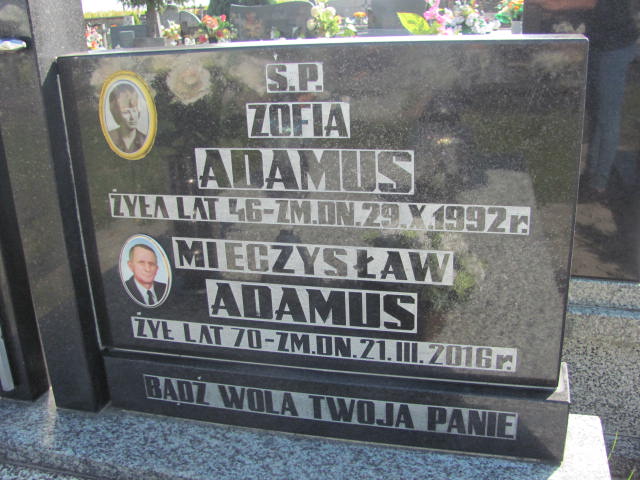 Ś.P.
ZOFIA
ADAMUS
ŻYŁA LAT 46-ZM.DN.29.X.1992r.
MIECZYSŁAW
ADAMUS
ŻYŁ LAT 70-ZM.DN.21.III.2016r.
BĄDŹ WOLA TWOJA PANIE